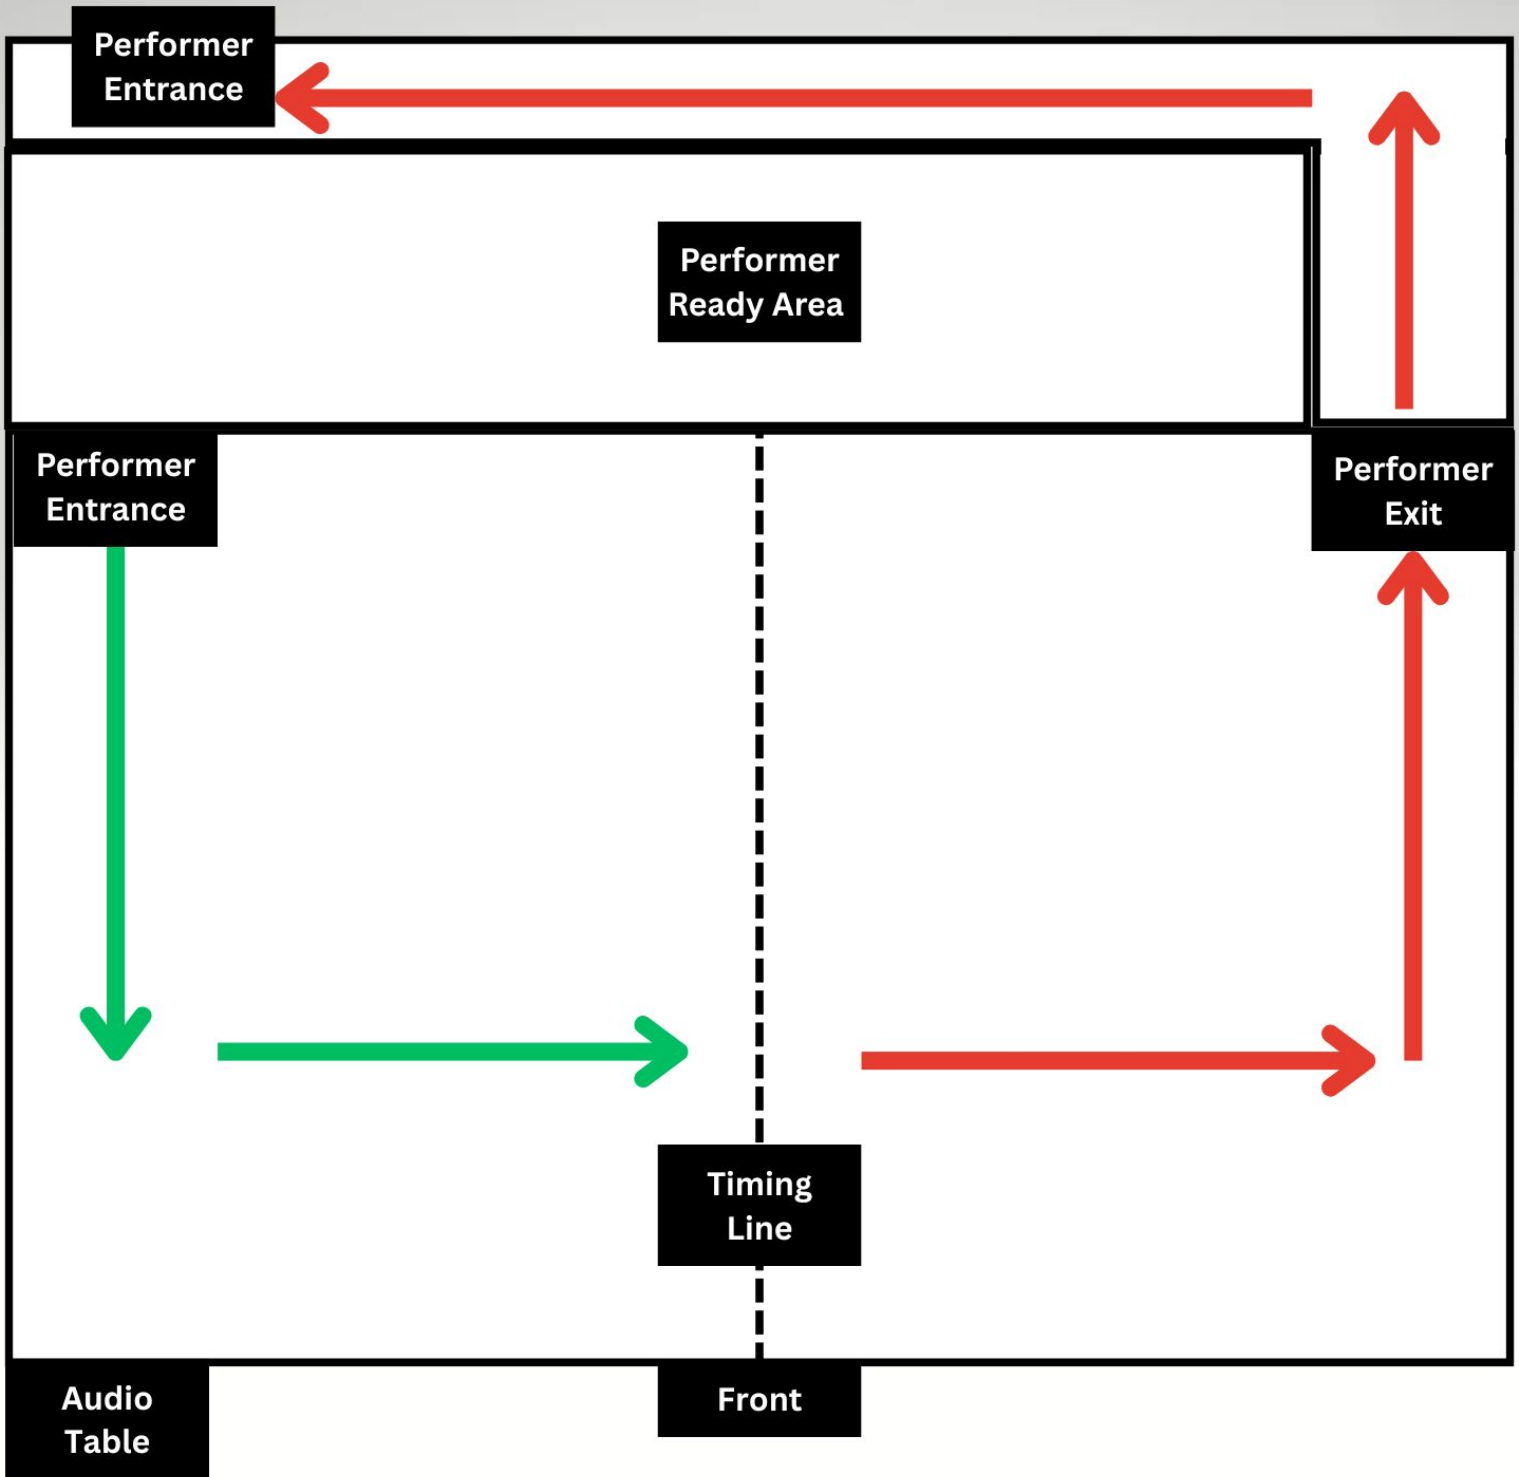 Performer
Entrance
Performer
Ready Area
Performer
Entrance
Performer
Exit
Timing
Line
Audio
Table
Front